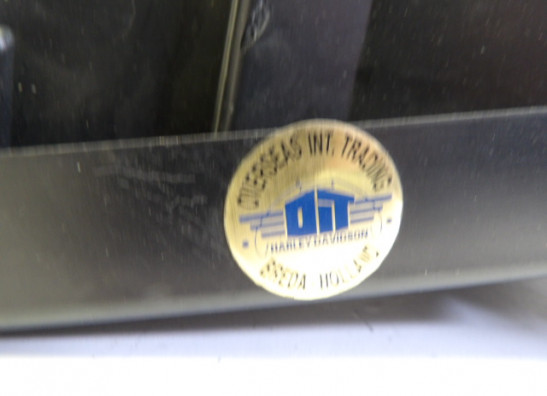 OVERSEAS INT. TRADING
OIT
HARLEY-DAVIDSON
BREDA HOLLAND